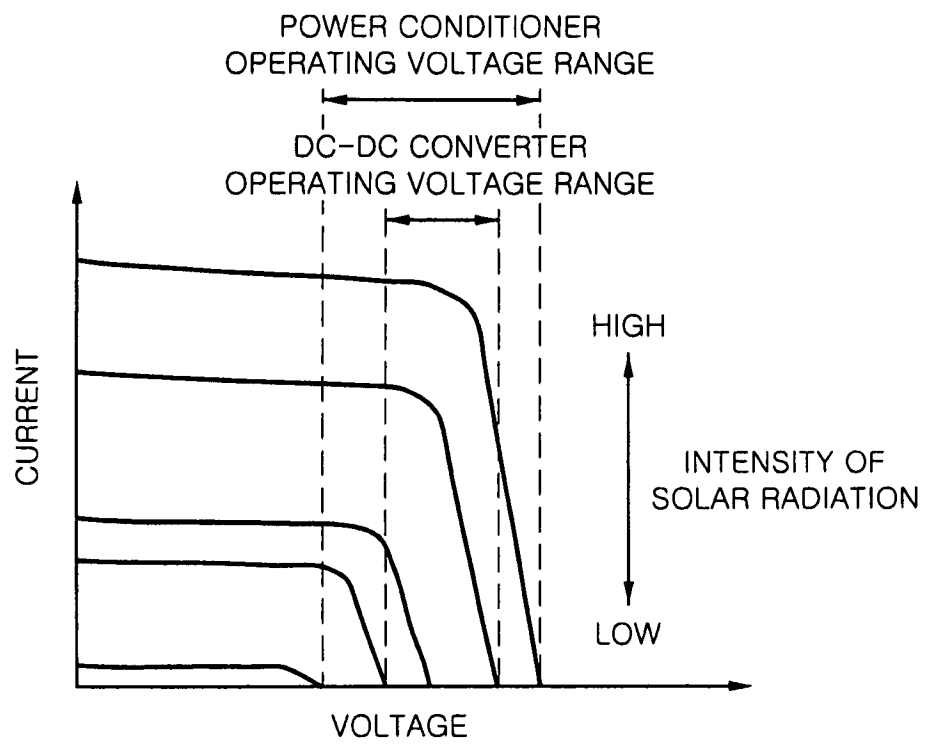 POWER CONDITIONER
OPERATING VOLTAGE RANGE
DC-DC CONVERTER
OPERATING VOLTAGE RANGE
HIGH
CURRENT
INTENSITY OF
SOLAR RADIATION
LOW
VOLTAGE